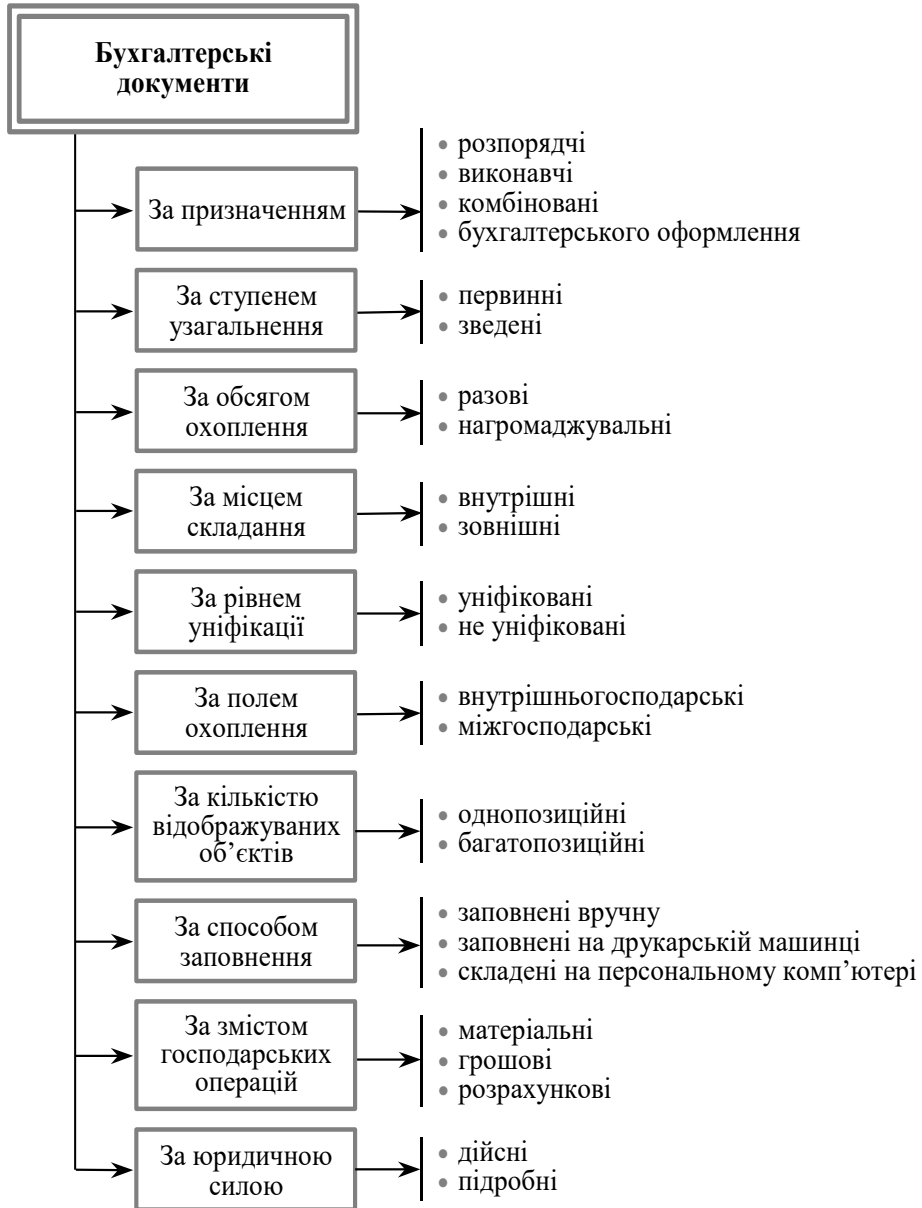 Бухгалтерські
документи
За призначенням
• розпорядчі
• виконавчі
• комбіновані
• бухгалтерського оформлення
За ступенем
узагальнення
• первинні
• зведені
За обсягом
охоплення
• разові
• нагромаджувальні
За місцем
складання
• внутрішні
• зовнішні
За рівнем
уніфікації
• уніфіковані
• не уніфіковані
За полем
охоплення
• внутрішньогосподарські
• міжгосподарські
За кількістю
відображуваних
об’єктів
• однопозиційні
• багатопозиційні
За способом
заповнення
• заповнені вручну
• заповнені на друкарській машинці
• складені на персональному комп’ютері
За змістом
господарських
операцій
• матеріальні
• грошові
• розрахункові
За юридичною
силою
• дійсні
• підробні